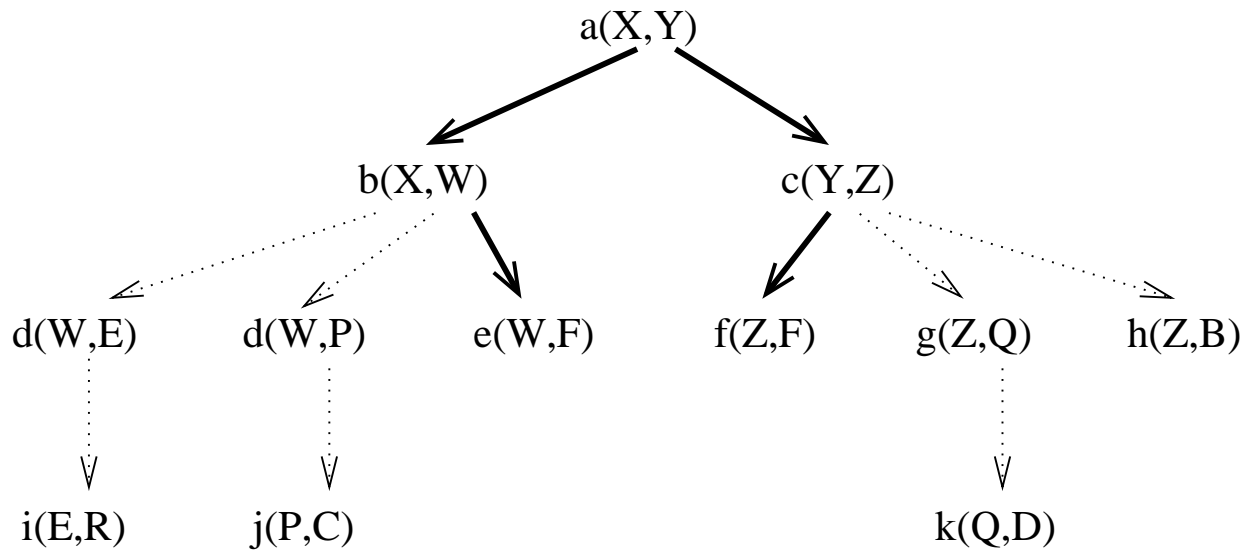 a(X,Y)
b(X,W) c(Y,Z)
d(W,E) d(W,P) e(W,F) f(Z,F) g(Z,Q) h(Z,B)
i(E,R) j(P,C) k(Q,D)